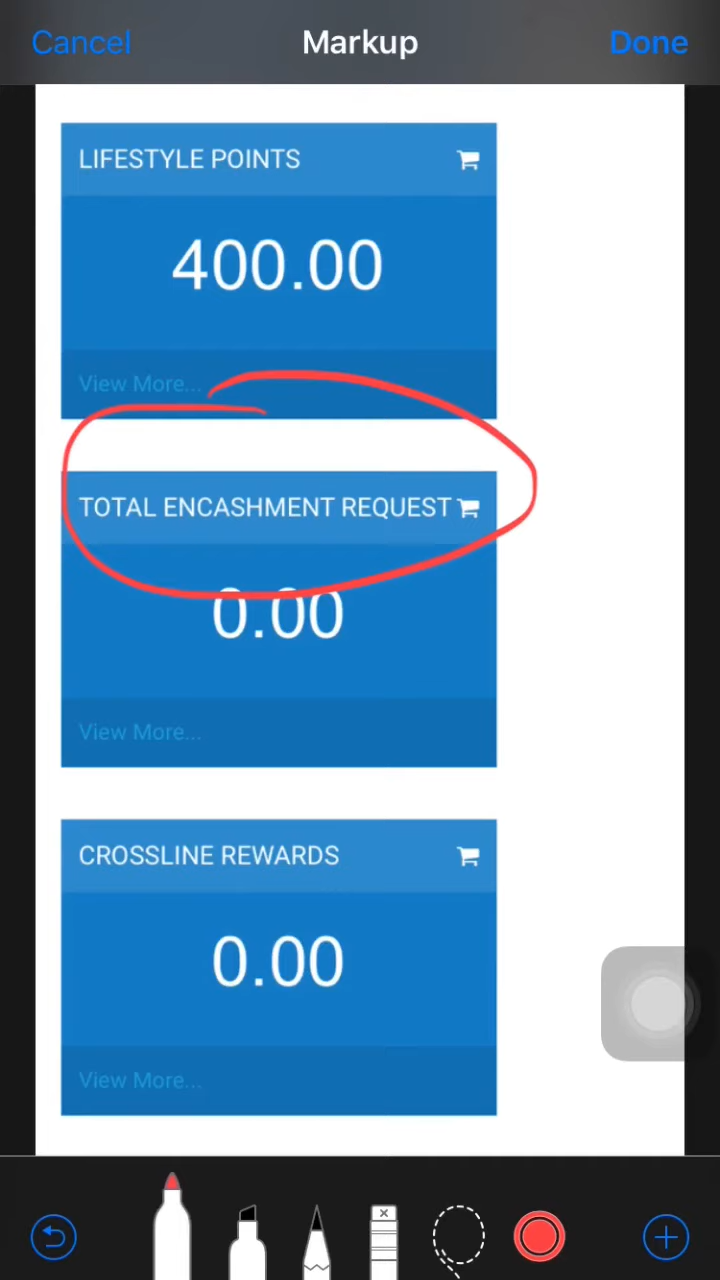 Cancel Markup Done
LIFESTYLE POINTS
400.00
View More...
TOTAL ENCASHMENT REQUEST
0.00
View More...
CROSSLINE REWARDS
0.00
View More...